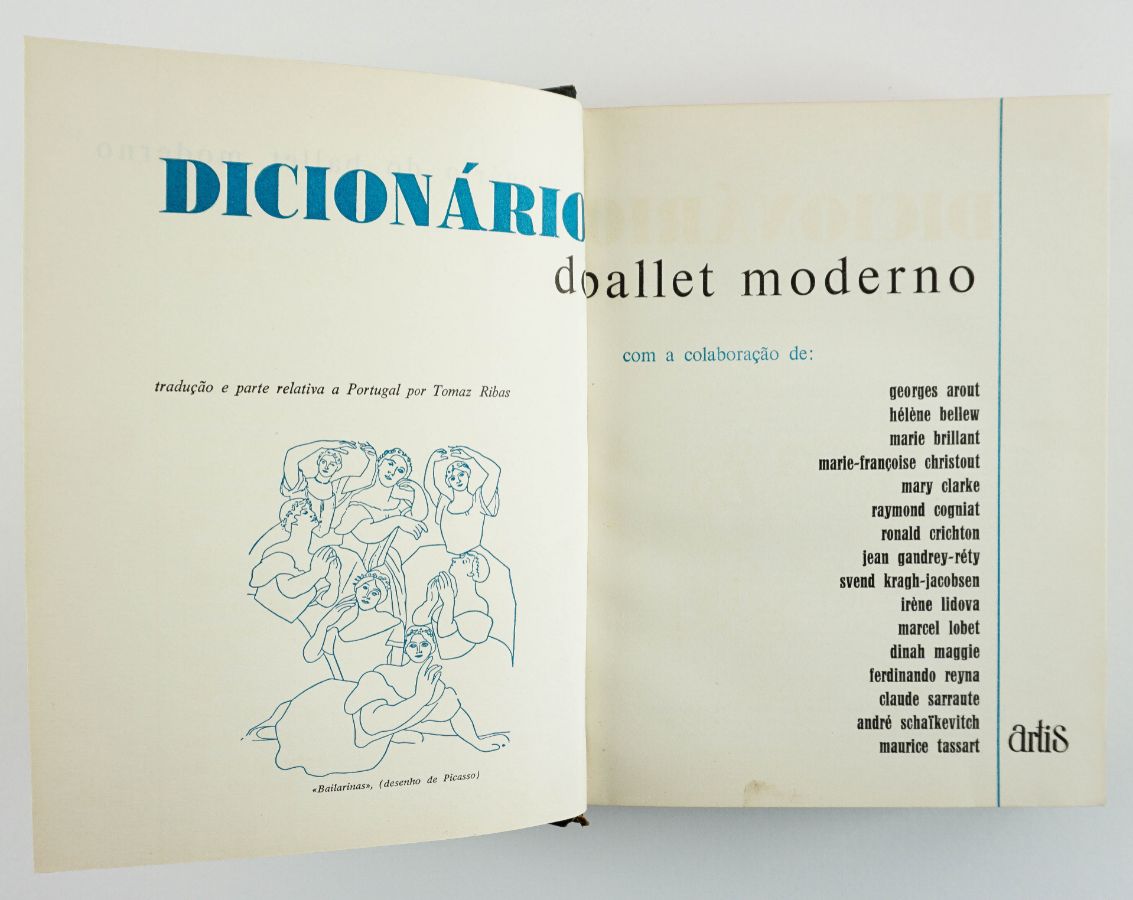 DICIONÁRIO
do ballet moderno
tradução e parte relativa a Portugal por Tomaz Ribas
«Bailarinas», (desenho de Picasso)
com a colaboração de:
georges arout
hélène bellew
marie brillant
marie-françoise christout
mary clarke
raymond cogniat
ronald crichton
jean gandrey-réty
svend kragh-jacobsen
irène lidova
marcel lobet
dinah maggie
ferdinando reyna
claude sarraute
andré schaïkevitch
maurice tassart
artis